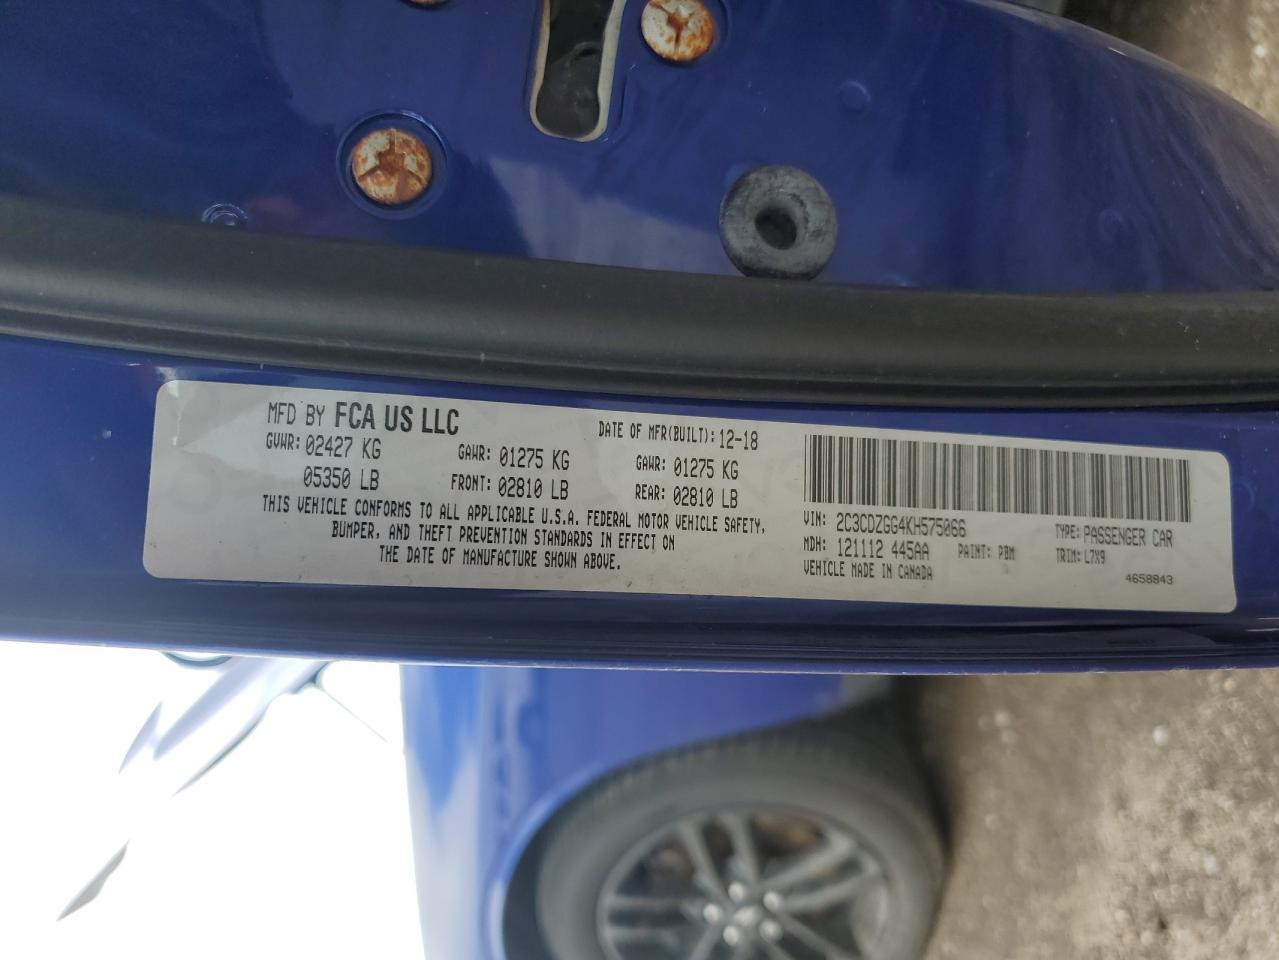 MFD BY FCA US LLC
DATE OF MFR(BUILT): 12-18
GVWR: 02427 KG GAWR: 01275 KG GAWR: 01275 KG
05350 LB FRONT: 02810 LB REAR: 02810 LB
THIS VEHICLE CONFORMS TO ALL APPLICABLE U.S.A. FEDERAL MOTOR VEHICLE SAFETY,
BUMPER, AND THEFT PREVENTION STANDARDS IN EFFECT ON
THE DATE OF MANUFACTURE SHOWN ABOVE.
VIN: 2C3CDZGG4KH575066 TYPE: PASSENGER CAR
MDH: 121112 445AA PAINT: PBM TRIM: L7X9
VEHICLE MADE IN CANADA 4658843